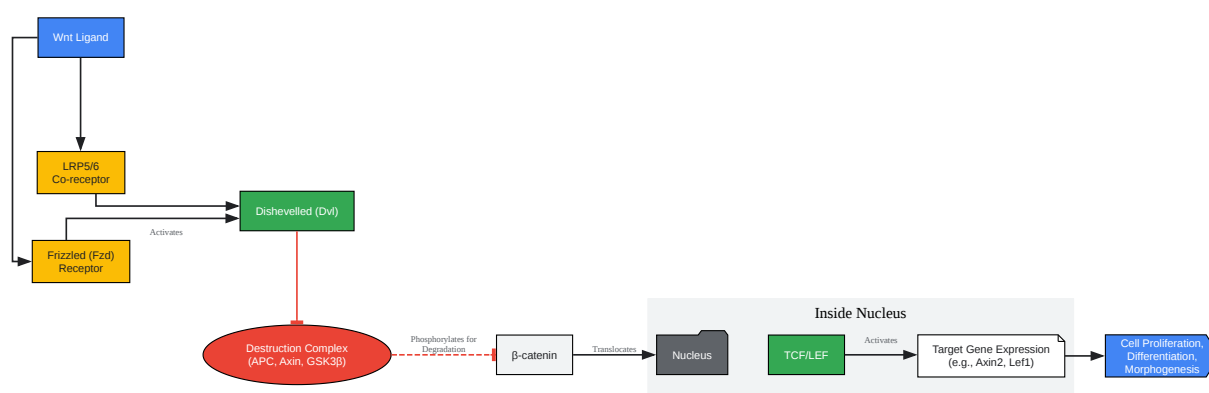 Wnt Ligand
LRP5/6
Co-receptor
Dishevelled (Dvl)
Activates
Frizzled (Fzd)
Receptor
Inside Nucleus
Destruction Complex
(APC, Axin, GSK3β)
Phosphorylates for
Degradation
β-catenin
Translocates
Nucleus
TCF/LEF
Activates
Target Gene Expression
(e.g., Axin2, Lef1)
Cell Proliferation,
Differentiation,
Morphogenesis